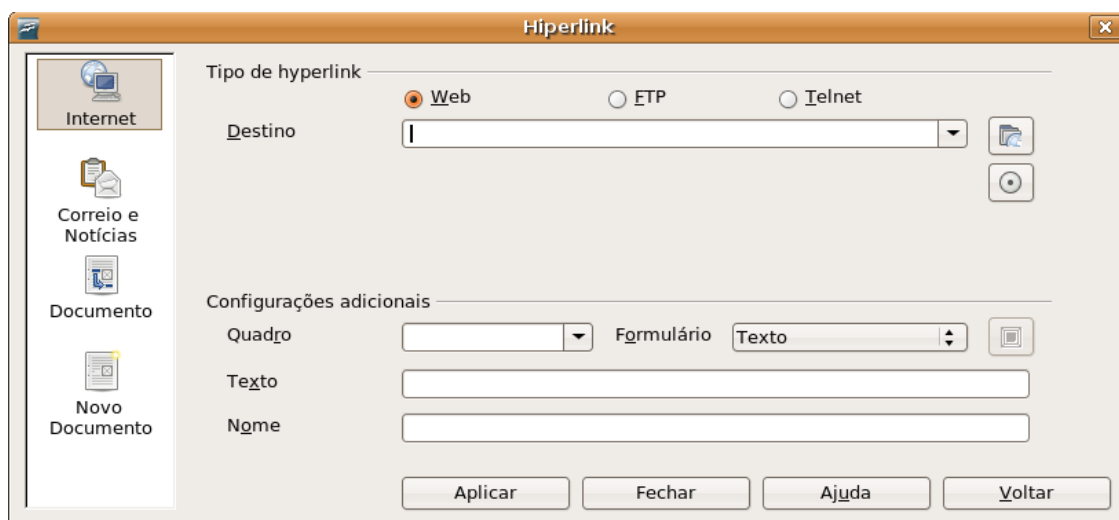 Hiperlink
Internet
Correio e
Notícias
Documento
Novo
Documento
Tipo de hyperlink
Web FTP Telnet
Destino
Configurações adicionais
Quadro Formulário Texto
Texto
Nome
Aplicar Fechar Ajuda Voltar